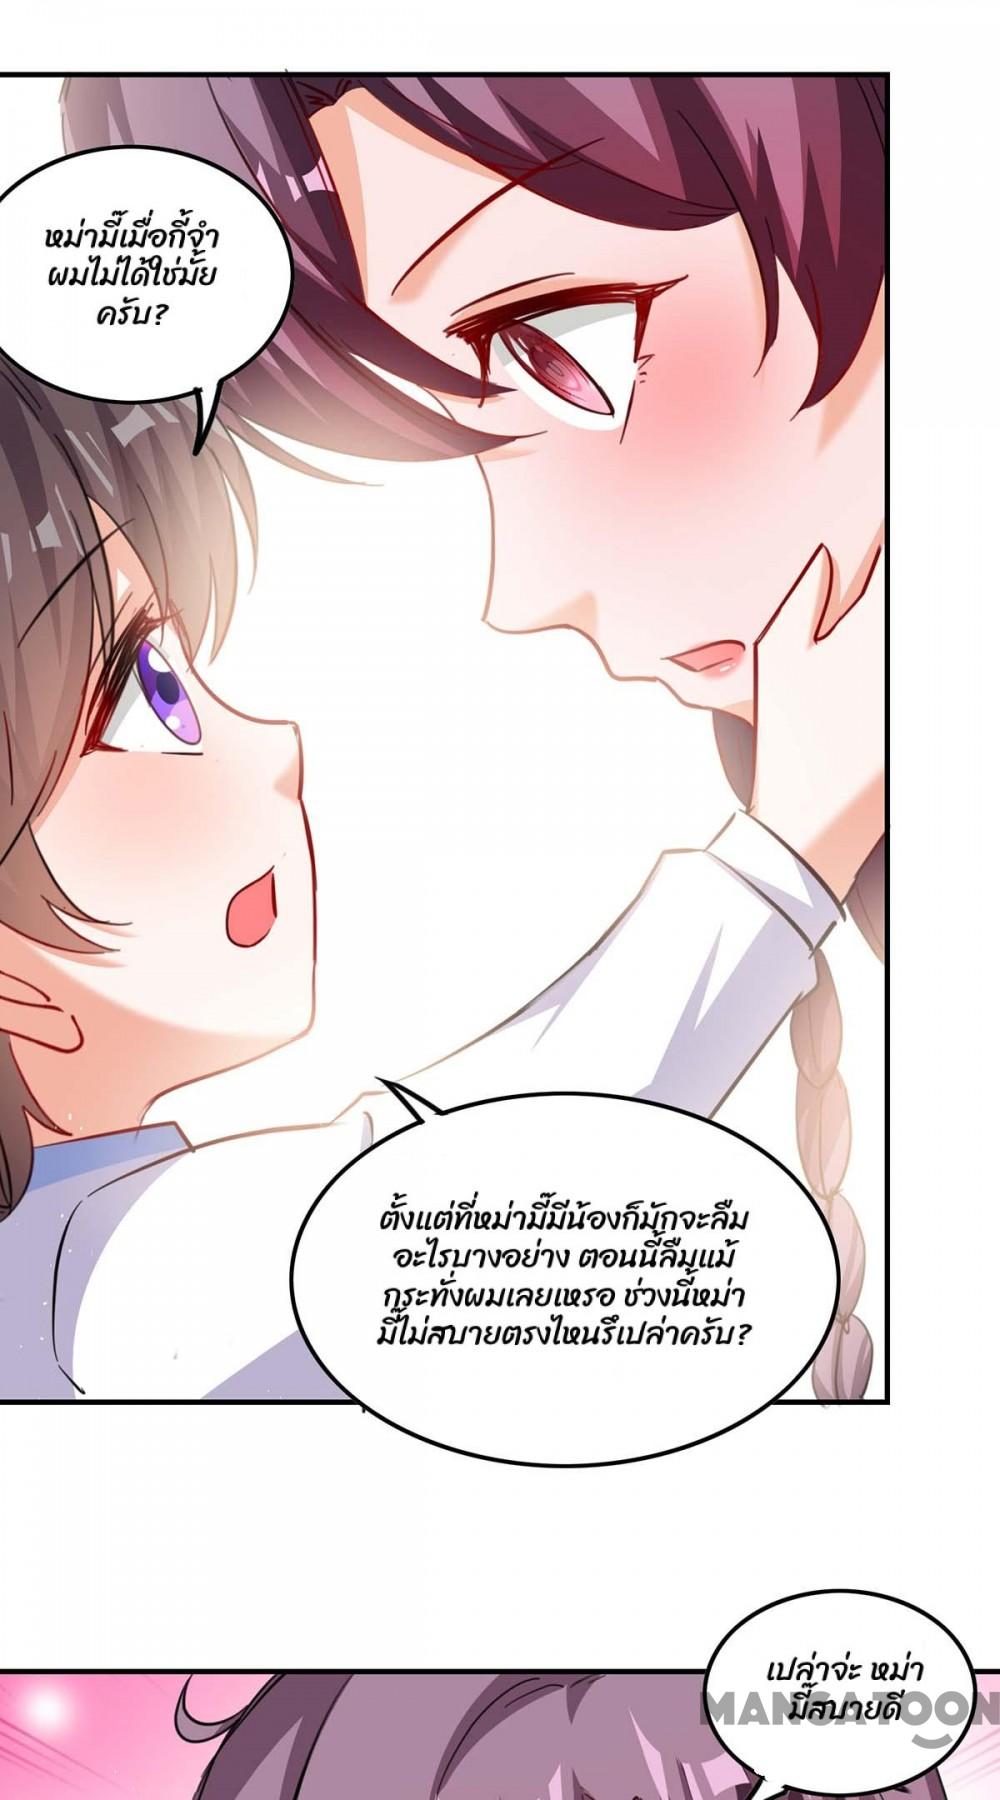 หม่ามี๊เมื่อกี้จำ
ผมไม่ได้ใช่มั้ย
ครับ?
ตั้งแต่ที่หม่ามี๊มีน้องก็มักจะลืม
อะไรบางอย่าง ตอนนี้ลืมแม้
กระทั่งผมเลยเหรอ ช่วงนี้หม่า
มี๊ไม่สบายตรงไหนรึเปล่าครับ?
เปล่าจ่ะ หม่า
มี๊สบายดี
MANGATOON